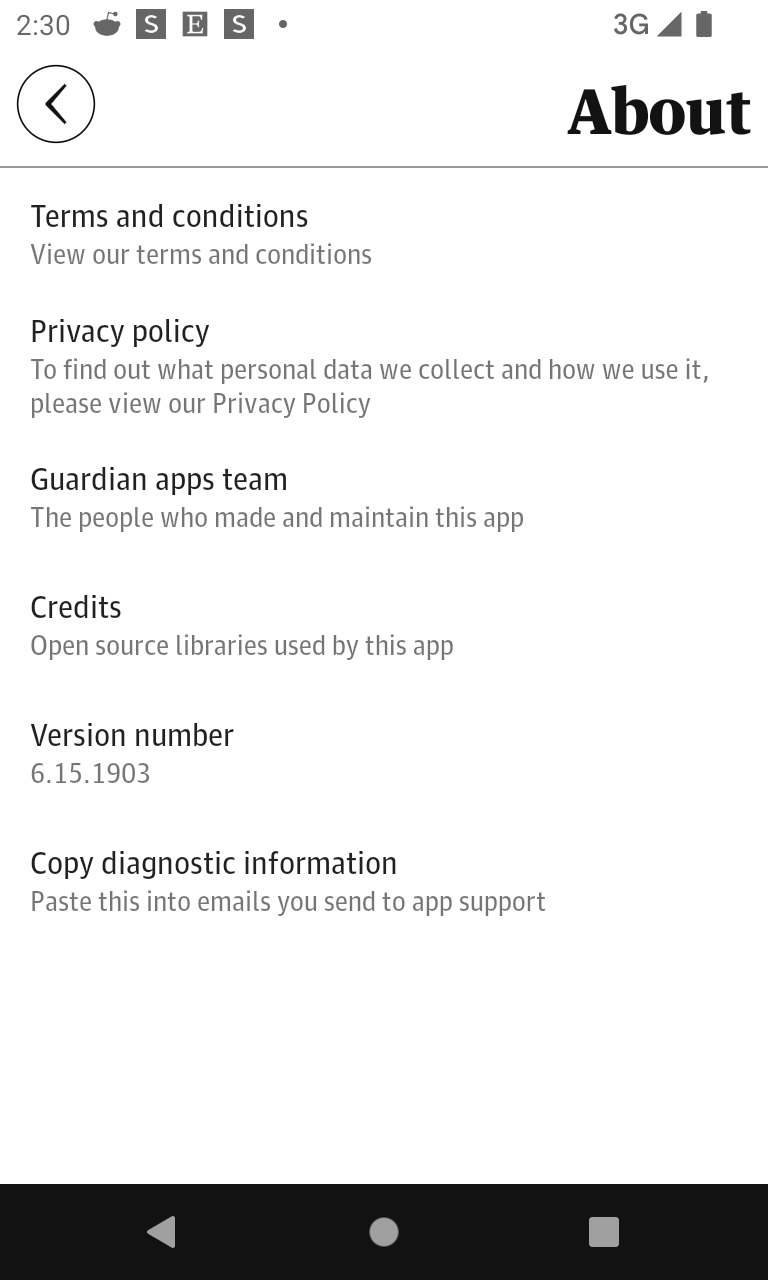 2:30 S E S 3G
About
Terms and conditions
View our terms and conditions
Privacy policy
To find out what personal data we collect and how we use it,
please view our Privacy Policy
Guardian apps team
The people who made and maintain this app
Credits
Open source libraries used by this app
Version number
6.15.1903
Copy diagnostic information
Paste this into emails you send to app support